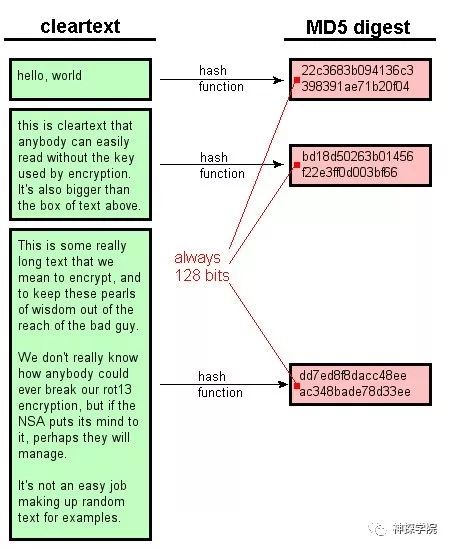 cleartext
MD5 digest
hello, world
hash
function
22c3683b094136c3
398391ae71b20f04
this is cleartext that
anybody can easily
read without the key
used by encryption.
It's also bigger than
the box of text above.
hash
function
bd18d50263b01456
f22e3ff0d003bf66
always
128 bits
This is some really
long text that we
mean to encrypt, and
to keep these pearls
of wisdom out of the
reach of the bad guy.
We don't really know
how anybody could
ever break our rot13
encryption, but if the
NSA puts its mind to
it, perhaps they will
manage.
It's not an easy job
making up random
text for examples.
hash
function
dd7ed8f8dacc48ee
ac348bade78d33ee
神探学院